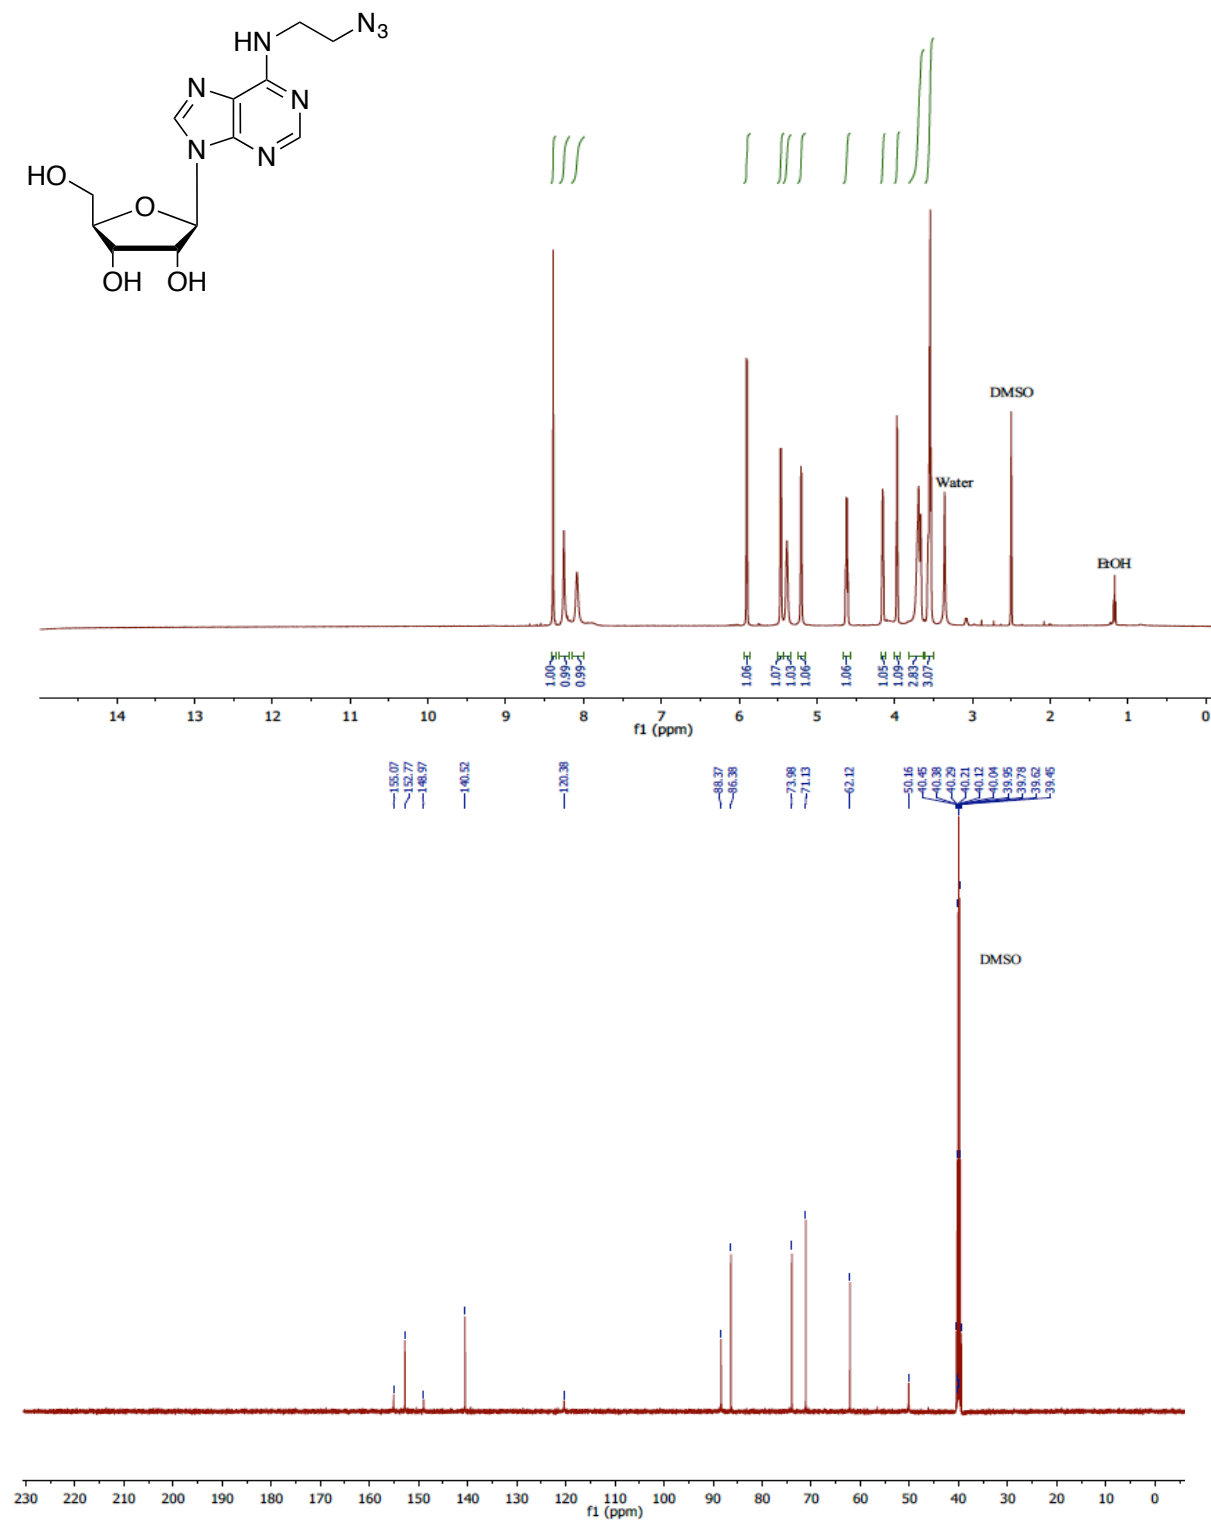 N3
HN
N
N
N
N
HO
O
OH
OH
DMSO
Water
EtOH
1.00
0.99
0.99
1.06
1.07
1.03
1.06
1.06
1.05
1.09
2.83
3.07
14 13 12 11 10 9 8 7 6 5 4 3 2 1 0
f1 (ppm)
155.07
152.77
148.97
140.52
120.38
88.37
86.38
73.98
71.13
62.12
50.16
40.45
40.38
40.29
40.21
40.12
40.04
39.95
39.78
39.62
39.45
DMSO
230 220 210 200 190 180 170 160 150 140 130 120 110 100 90 80 70 60 50 40 30 20 10 0
f1 (ppm)